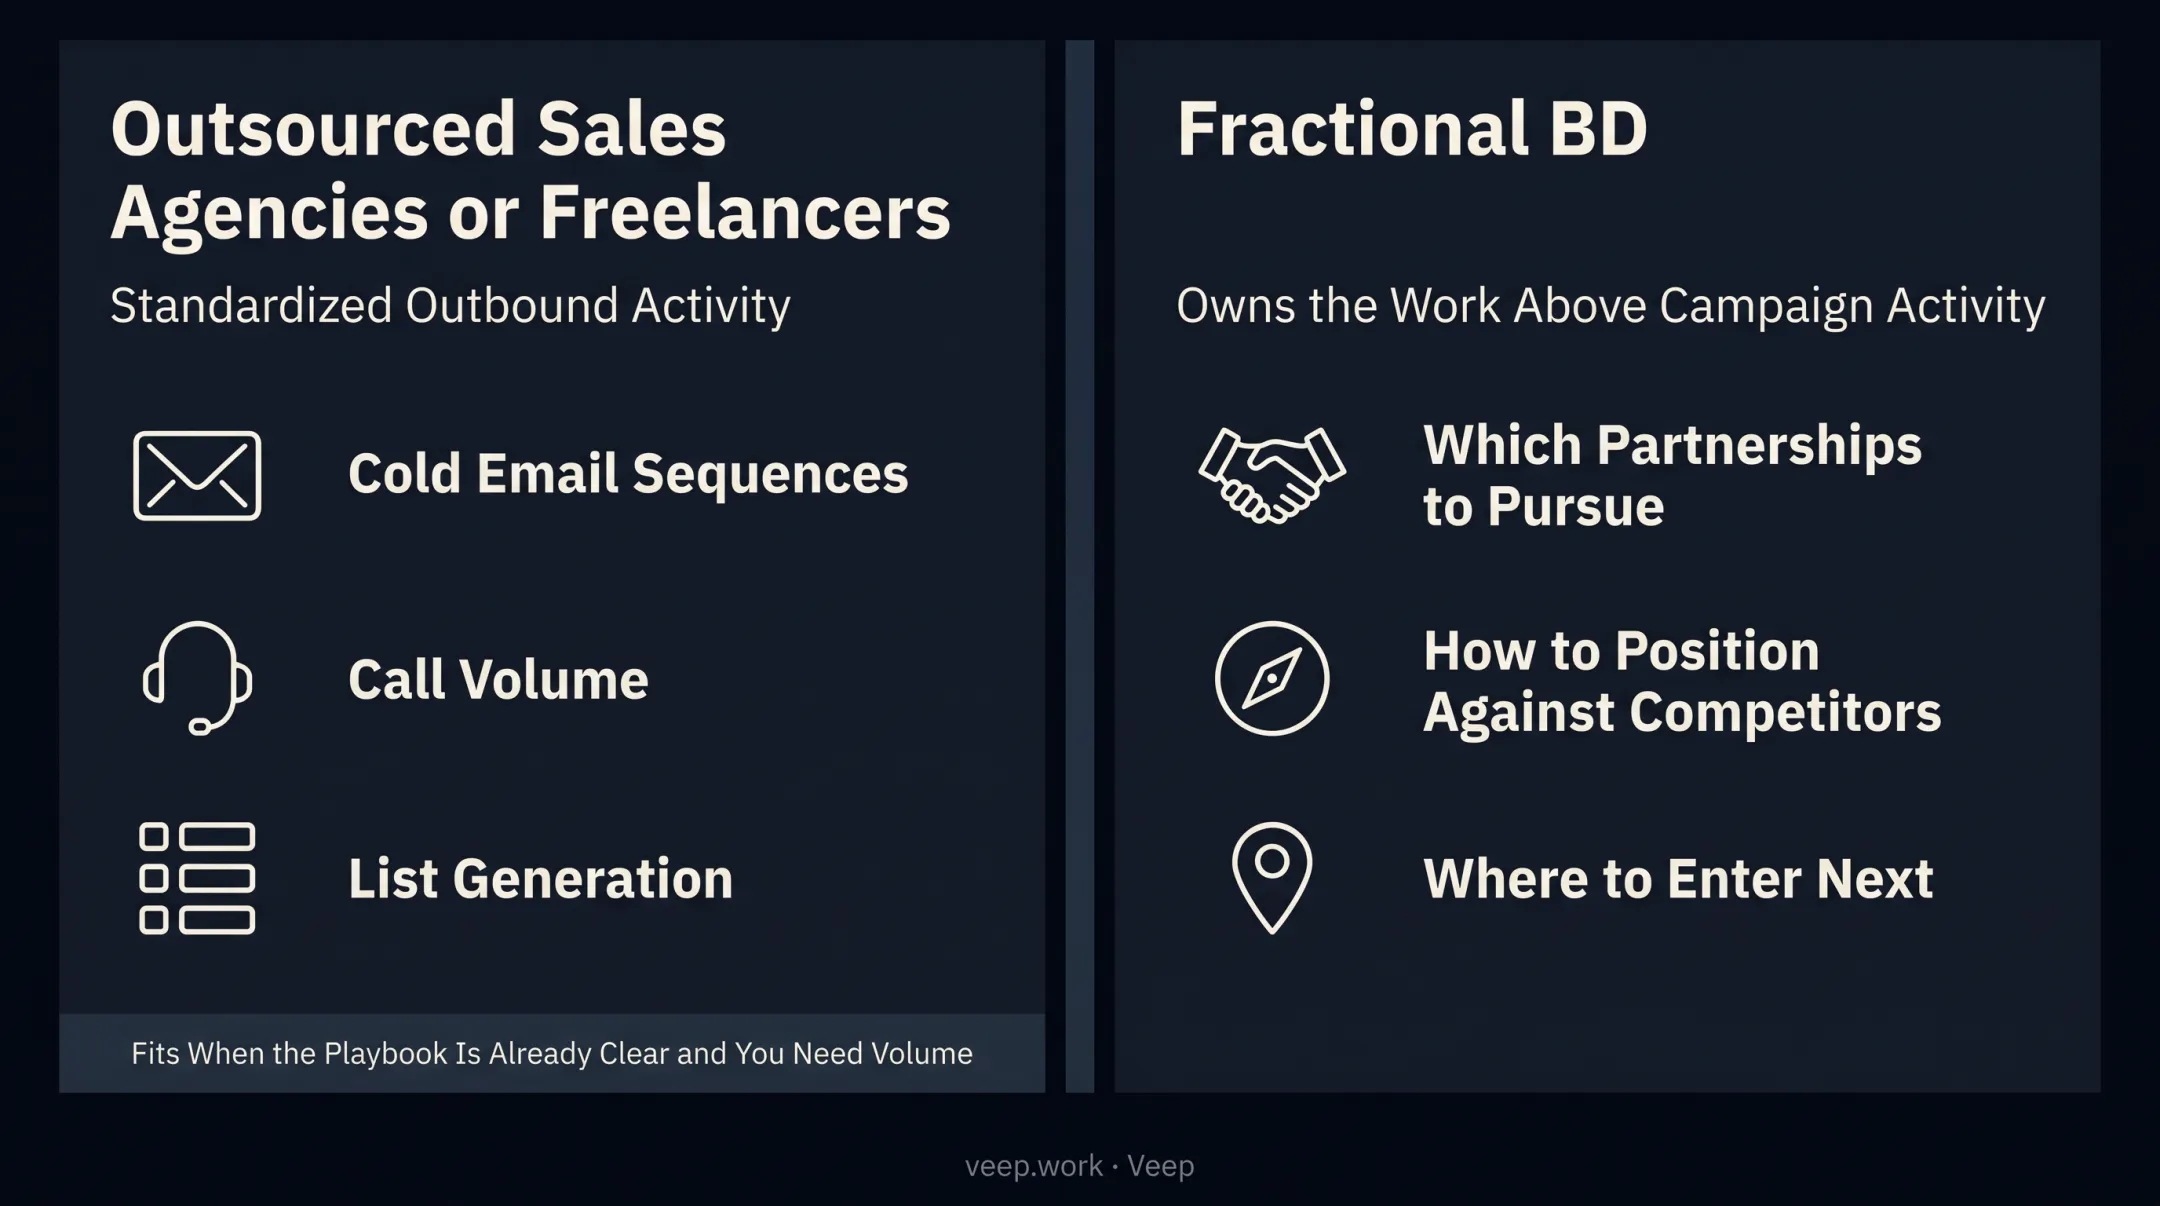 Outsourced Sales
Agencies or Freelancers
Standardized Outbound Activity
Cold Email Sequences
Call Volume
List Generation
Fits When the Playbook Is Already Clear and You Need Volume
Fractional BD
Owns the Work Above Campaign Activity
Which Partnerships
to Pursue
How to Position
Against Competitors
Where to Enter Next
veep.work · Veep